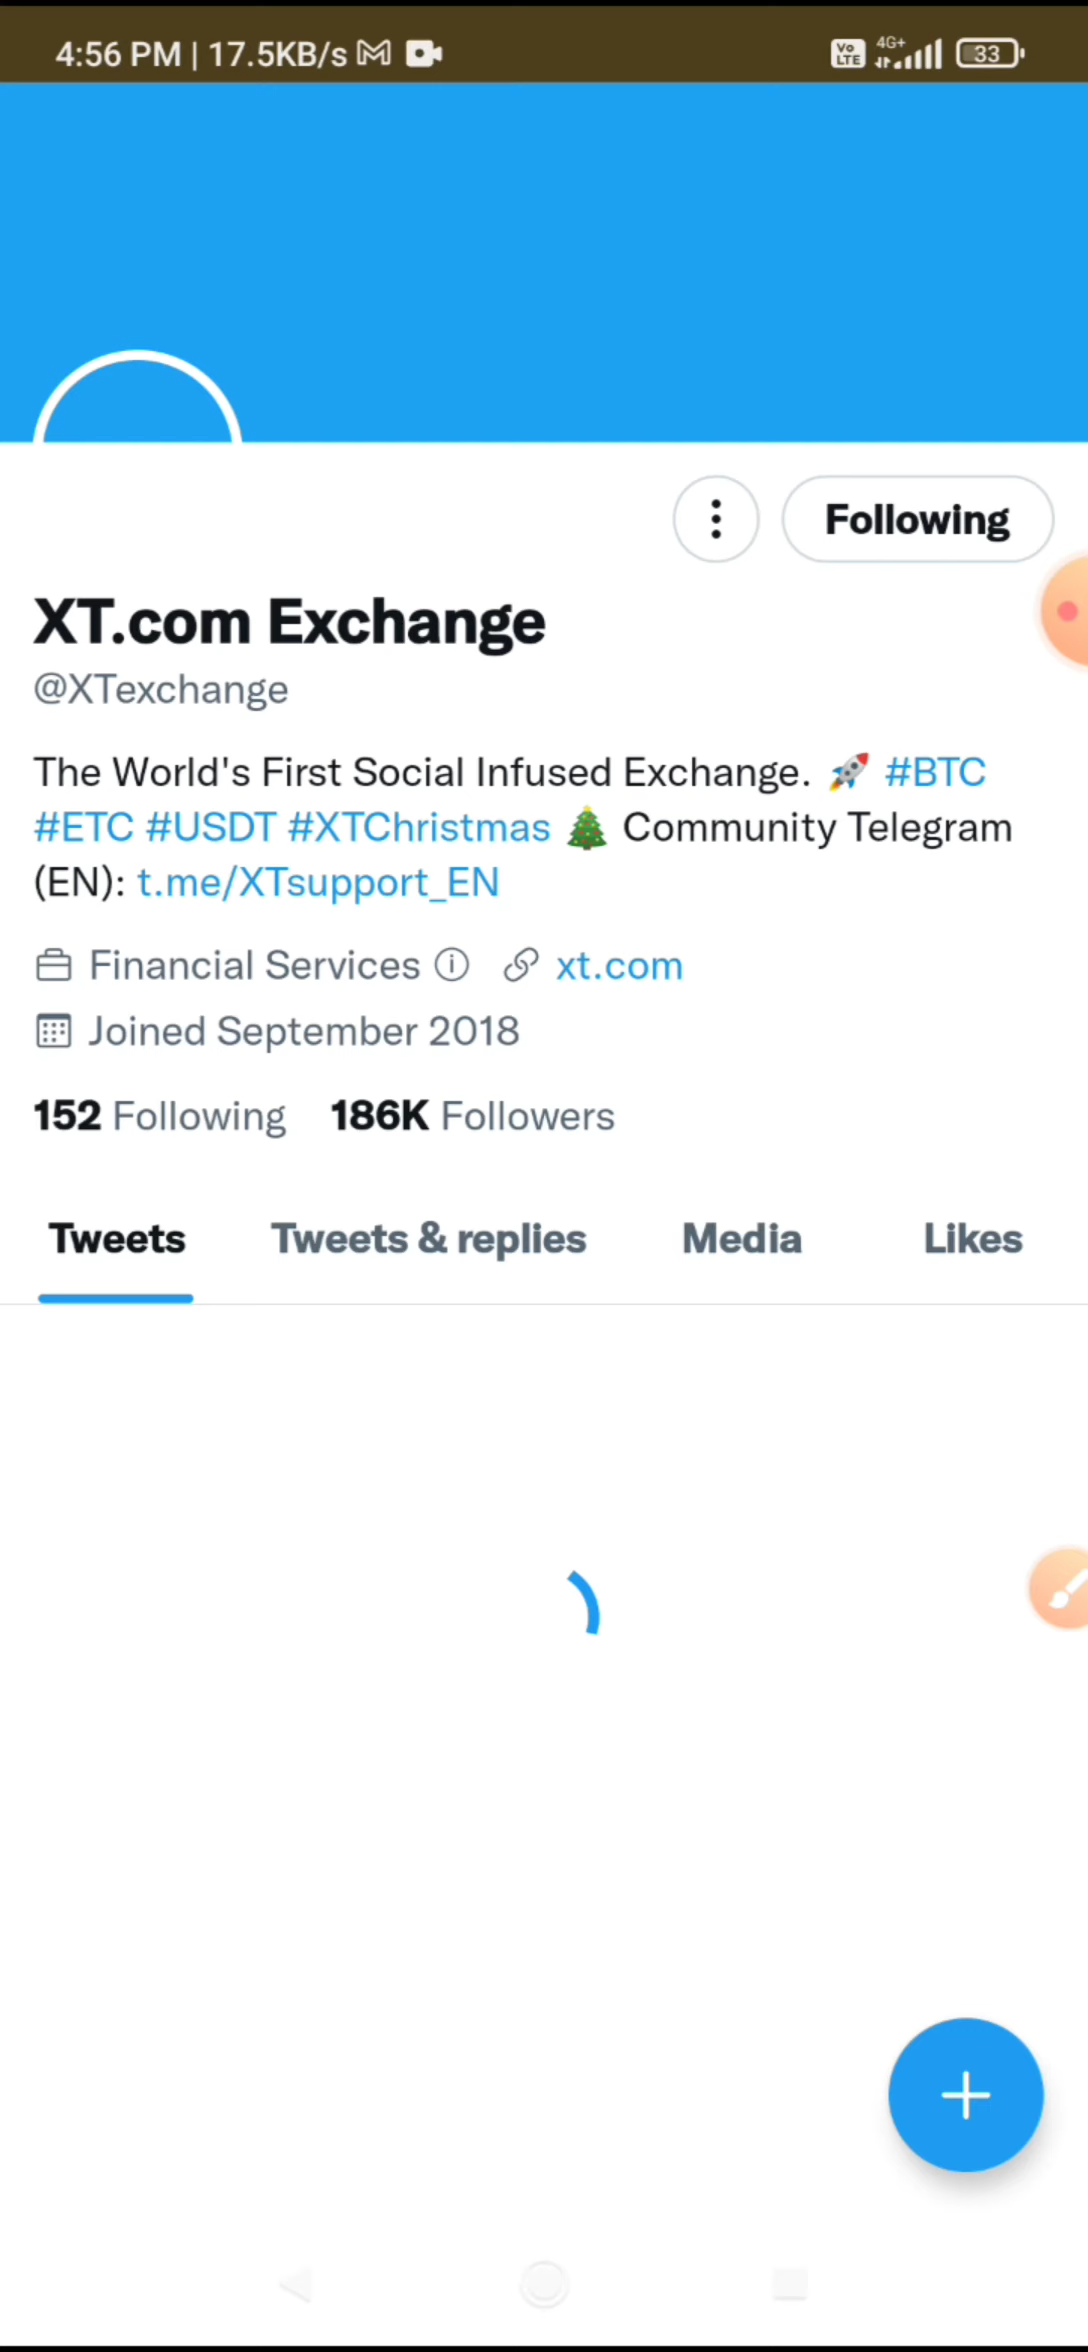 4:56 PM | 17.5KB/s
Vo LTE 4G+ 33
Following
XT.com Exchange
@XTexchange
The World's First Social Infused Exchange. 🚀 #BTC
#ETC #USDT #XTChristmas 🎄 Community Telegram
(EN): t.me/XTsupport_EN
Financial Services xt.com
Joined September 2018
152 Following 186K Followers
Tweets Tweets & replies Media Likes